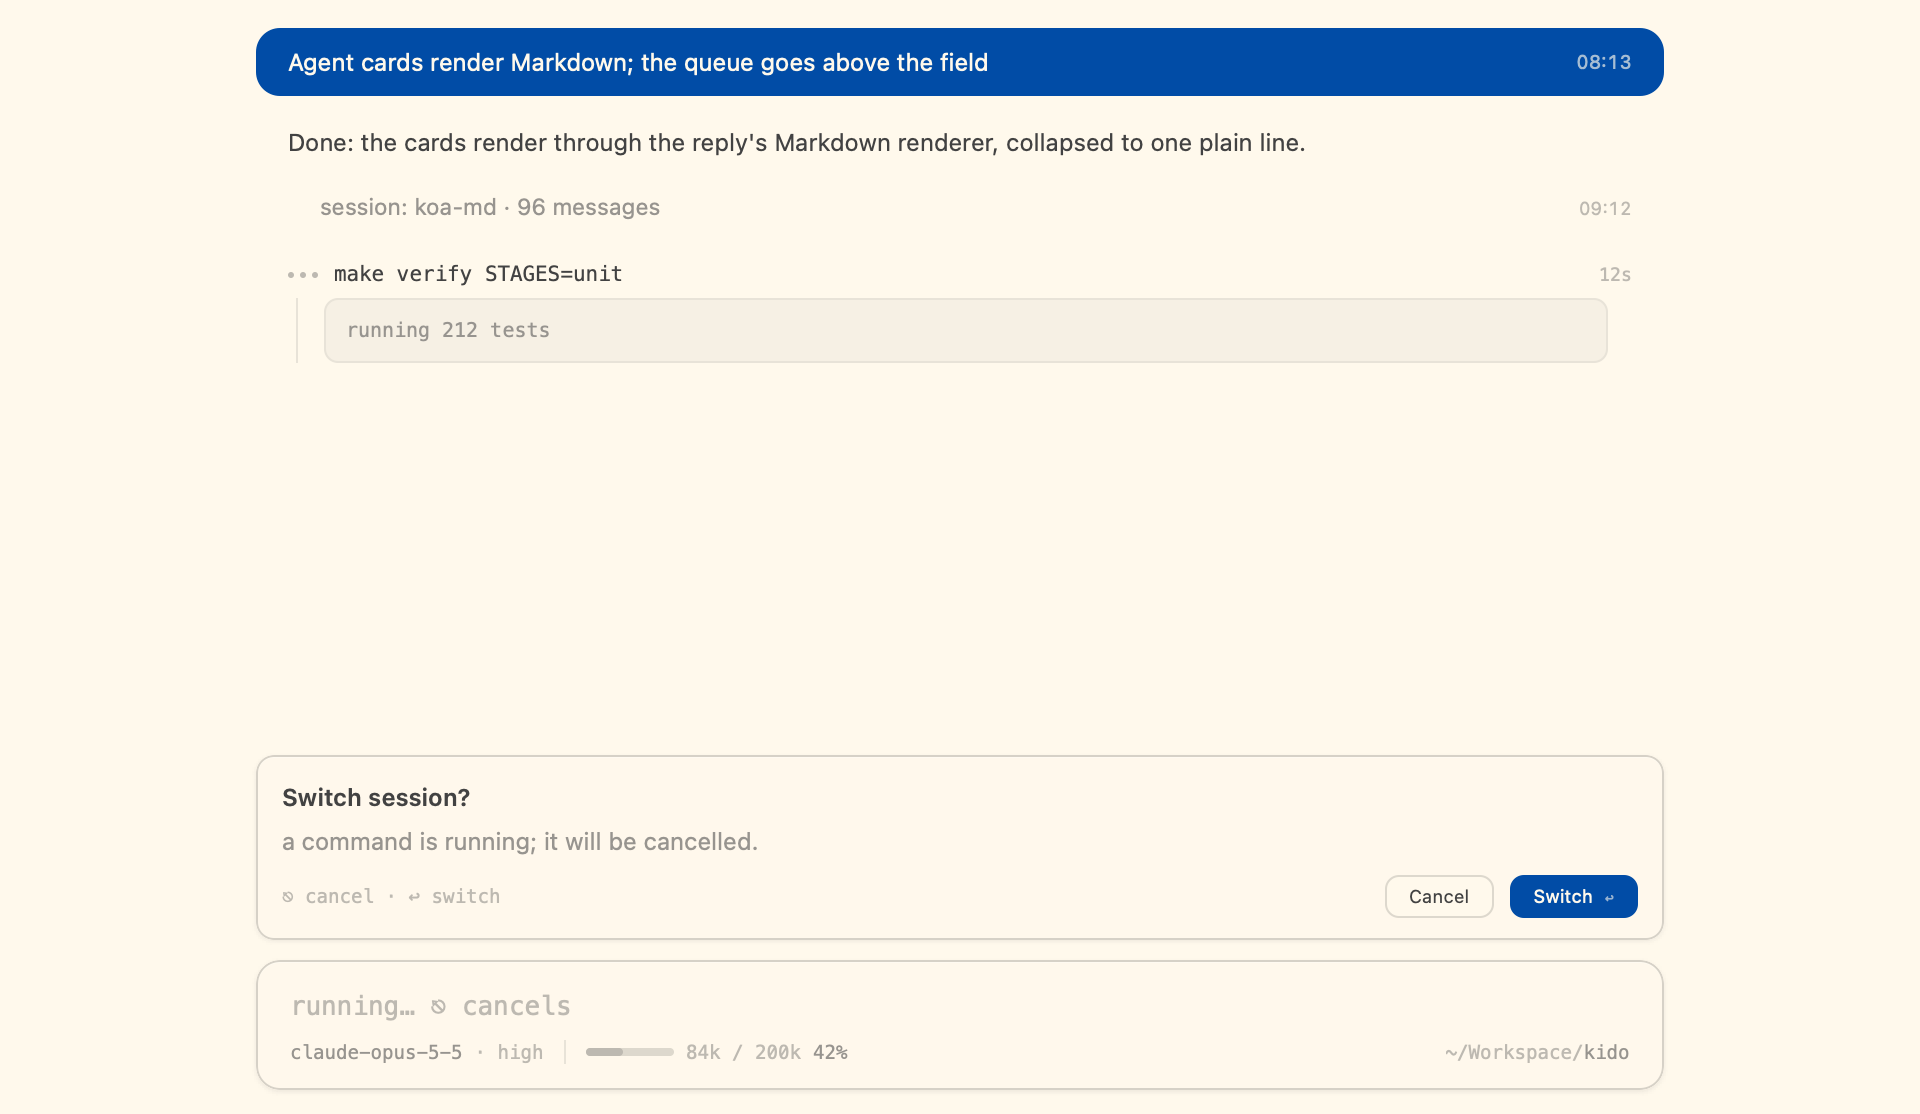 Agent cards render Markdown; the queue goes above the field 08:13
Done: the cards render through the reply's Markdown renderer, collapsed to one plain line.
session: koa-md · 96 messages 09:12
••• make verify STAGES=unit 12s
running 212 tests
Switch session?
a command is running; it will be cancelled.
⎋ cancel · ↩ switch
Cancel Switch ↩
running… ⎋ cancels
claude-opus-5-5 · high 84k / 200k 42% ~/Workspace/kido